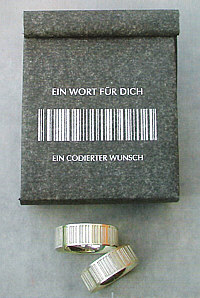 EIN WORT FÜR DICH
EIN CODIERTER WUNSCH